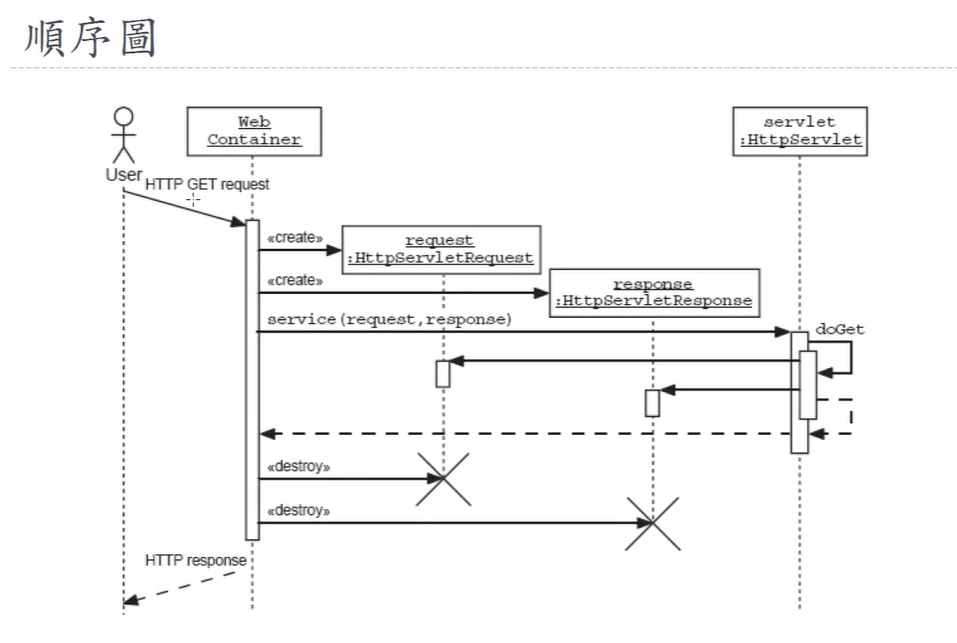 順序圖
Web
Container
servlet
:HttpServlet
User
HTTP GET request
«create»
request
:HttpServletRequest
«create»
response
:HttpServletResponse
service(request,response)
doGet
«destroy»
«destroy»
HTTP response